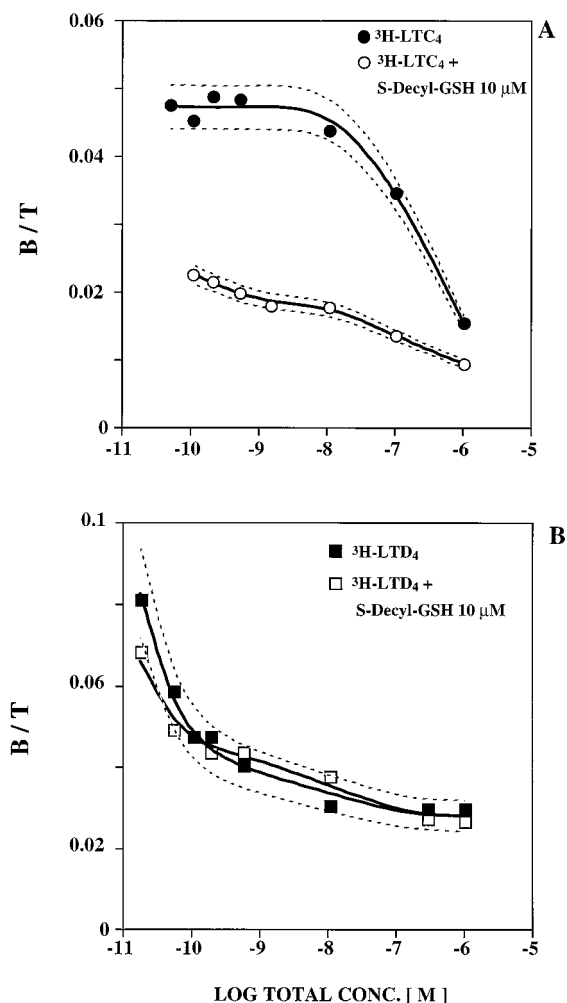 A
0.06
0.04
0.02
0
B / T
³H-LTC₄
³H-LTC₄ +
S-Decyl-GSH 10 µM
-11 -10 -9 -8 -7 -6 -5
B
0.1
0.06
0.02
0
B / T
³H-LTD₄
³H-LTD₄ +
S-Decyl-GSH 10 µM
-11 -10 -9 -8 -7 -6 -5
LOG TOTAL CONC. [ M ]